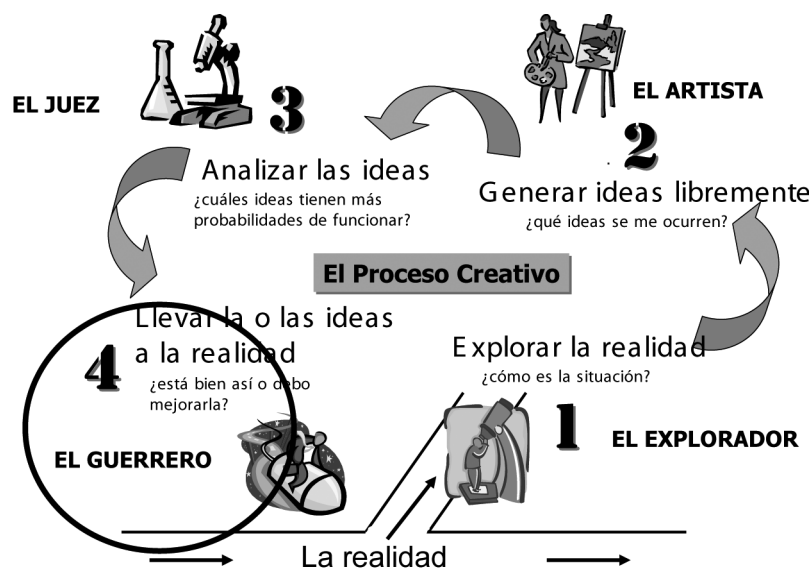 EL JUEZ
3
Analizar las ideas
¿cuáles ideas tienen más
probabilidades de funcionar?
EL ARTISTA
2
Generar ideas libremente
¿qué ideas se me ocurren?
El Proceso Creativo
Llevar la o las ideas
a la realidad
4
¿está bien así o debo
mejorarla?
EL GUERRERO
Explorar la realidad
¿cómo es la situación?
1
EL EXPLORADOR
La realidad